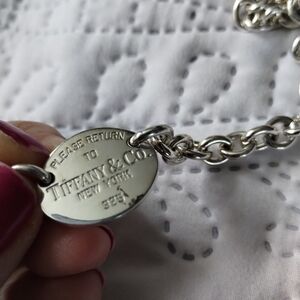 PLEASE RETURN
TO
TIFFANY & CO.
NEW YORK
925